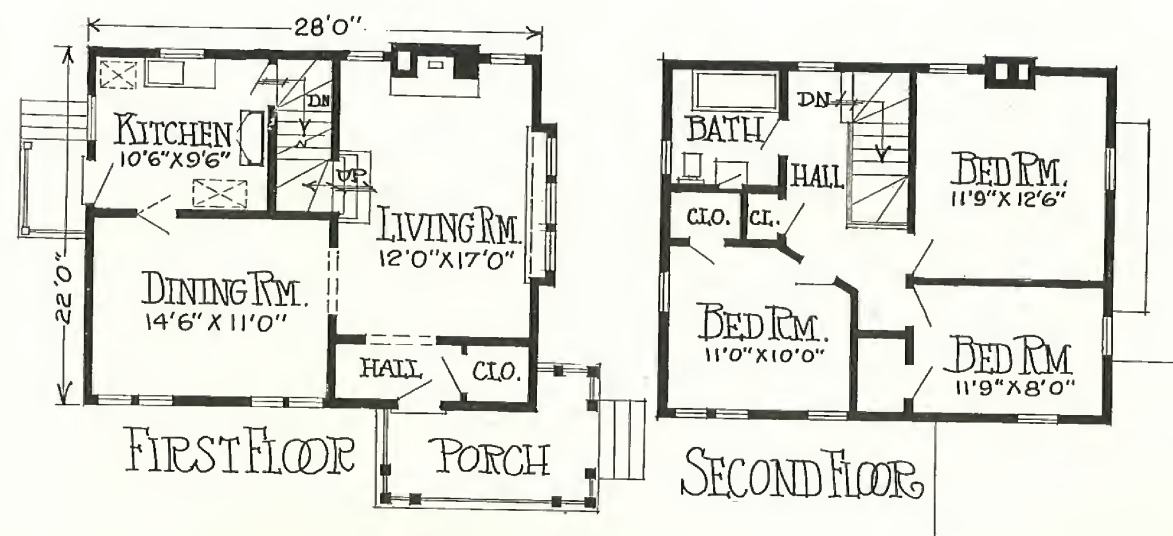 28'0"
22'0"
KITCHEN
10'6"X9'6"
DN
UP
LIVING RM.
12'0"X17'0"
DINING RM.
14'6" X 11'0"
HALL
CLO.
FIRST FLOOR
PORCH
BATH
DN
HALL
BED RM.
11'9"X12'6"
CLO.
CL.
BED RM.
11'0"X10'0"
BED RM
11'9"X8'0"
SECOND FLOOR